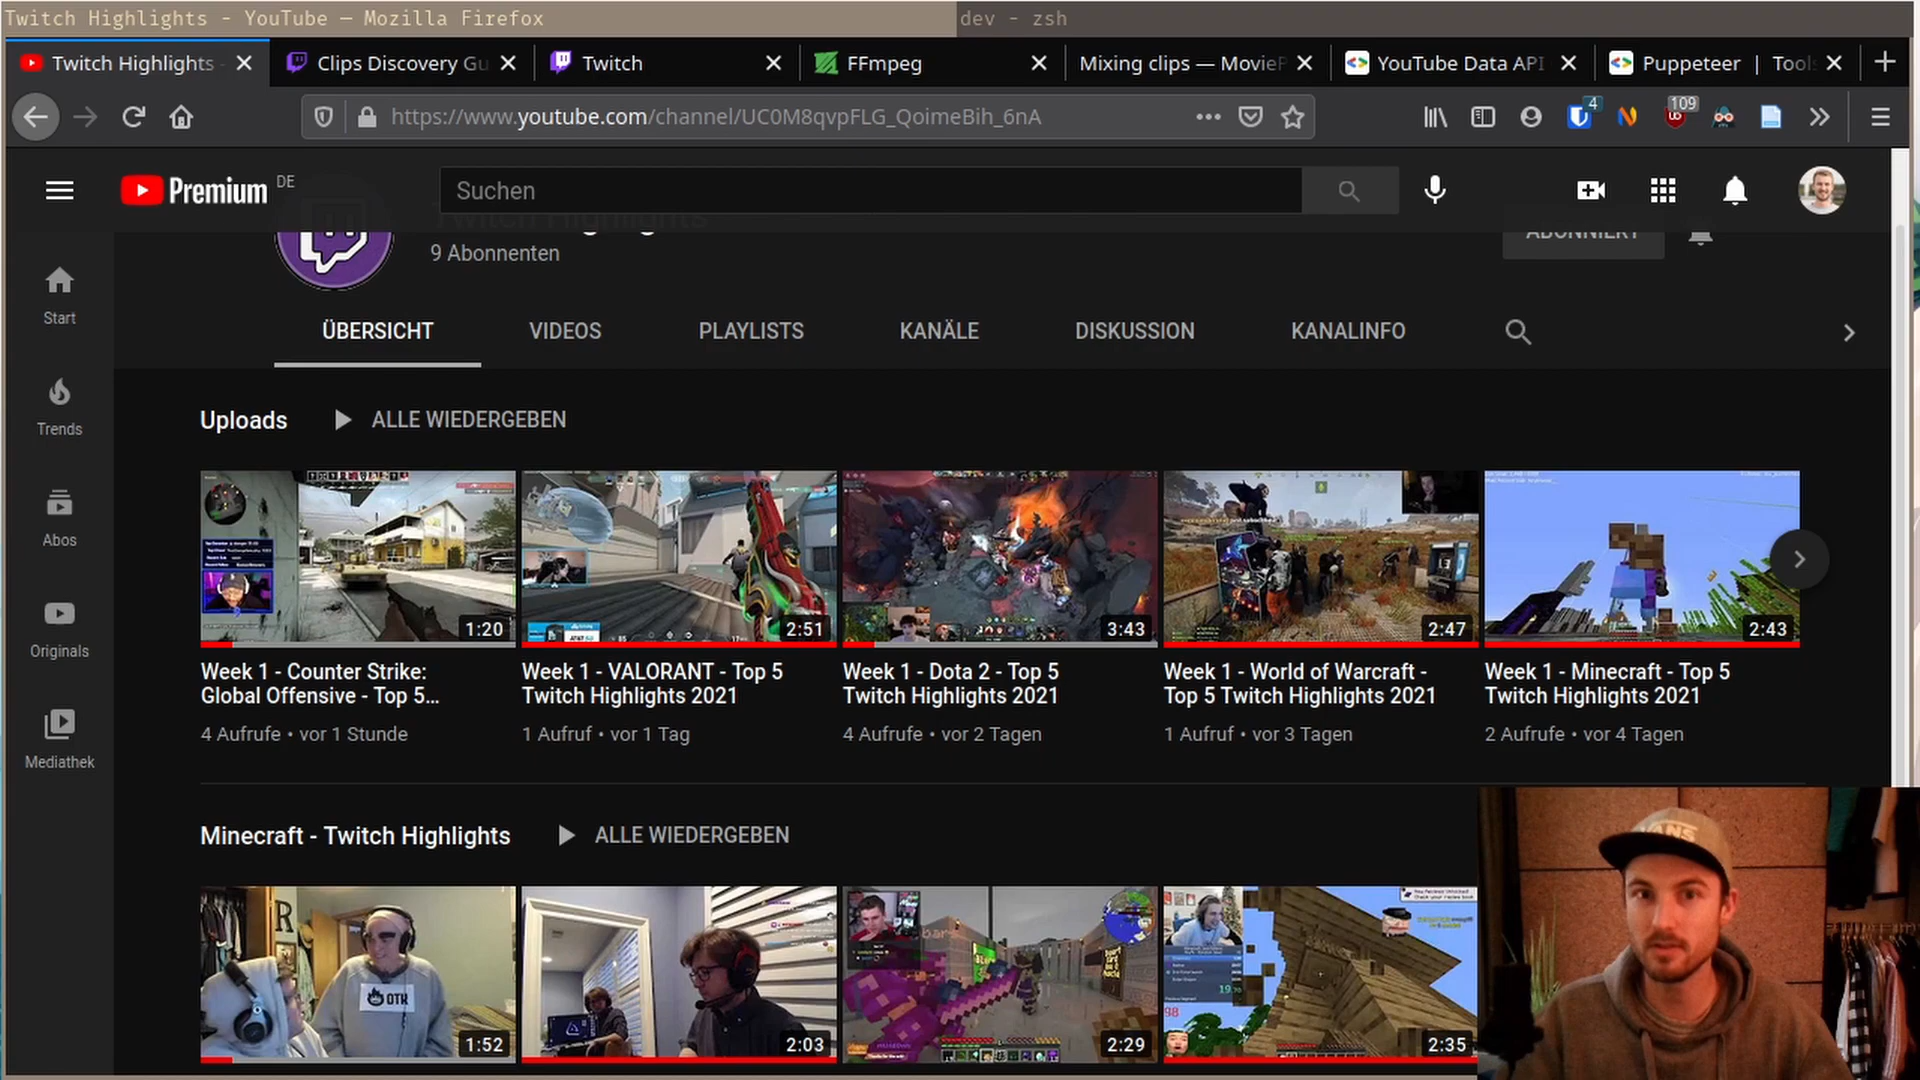 Twitch Highlights - YouTube — Mozilla Firefox
dev - zsh
Twitch Highlights -
Clips Discovery Gu
Twitch
FFmpeg
Mixing clips — MovieP
YouTube Data API
Puppeteer | Tools
https://www.youtube.com/channel/UC0M8qvpFLG_QoimeBih_6nA
4
109
Premium
DE
Suchen
Twitch Highlights
9 Abonnenten
ABONNIERT
Start
Trends
Abos
Originals
Mediathek
ÜBERSICHT
VIDEOS
PLAYLISTS
KANÄLE
DISKUSSION
KANALINFO
Uploads
ALLE WIEDERGEBEN
1:20
2:51
3:43
2:47
2:43
Week 1 - Counter Strike:
Global Offensive - Top 5...
4 Aufrufe • vor 1 Stunde
Week 1 - VALORANT - Top 5
Twitch Highlights 2021
1 Aufruf • vor 1 Tag
Week 1 - Dota 2 - Top 5
Twitch Highlights 2021
4 Aufrufe • vor 2 Tagen
Week 1 - World of Warcraft -
Top 5 Twitch Highlights 2021
1 Aufruf • vor 3 Tagen
Week 1 - Minecraft - Top 5
Twitch Highlights 2021
2 Aufrufe • vor 4 Tagen
Minecraft - Twitch Highlights
ALLE WIEDERGEBEN
R
OTK
1:52
2:03
2:29
2:35
VANS